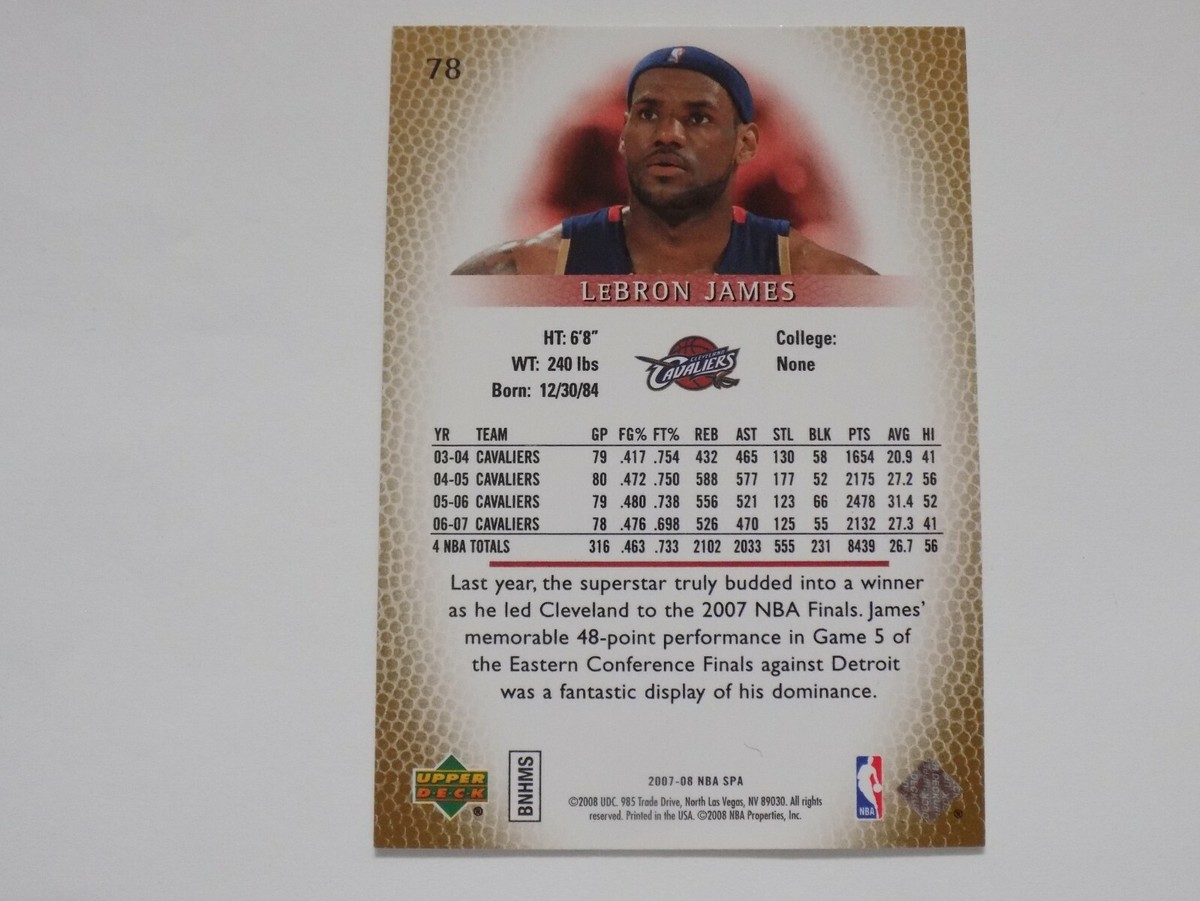 78
LEBRON JAMES
HT: 6'8"
WT: 240 lbs
Born: 12/30/84
CLEVELAND
CAVALIERS
College:
None
YR TEAM GP FG% FT% REB AST STL BLK PTS AVG HI
03-04 CAVALIERS 79 .417 .754 432 465 130 58 1654 20.9 41
04-05 CAVALIERS 80 .472 .750 588 577 177 52 2175 27.2 56
05-06 CAVALIERS 79 .480 .738 556 521 123 66 2478 31.4 52
06-07 CAVALIERS 78 .476 .698 526 470 125 55 2132 27.3 41
4 NBA TOTALS 316 .463 .733 2102 2033 555 231 8439 26.7 56
Last year, the superstar truly budded into a winner
as he led Cleveland to the 2007 NBA Finals. James'
memorable 48-point performance in Game 5 of
the Eastern Conference Finals against Detroit
was a fantastic display of his dominance.
UPPER
D·E·C·K
®
BNHMS
2007-08 NBA SPA
©2008 UDC. 985 Trade Drive, North Las Vegas, NV 89030. All rights
reserved. Printed in the USA. ©2008 NBA Properties, Inc.
NBA
®